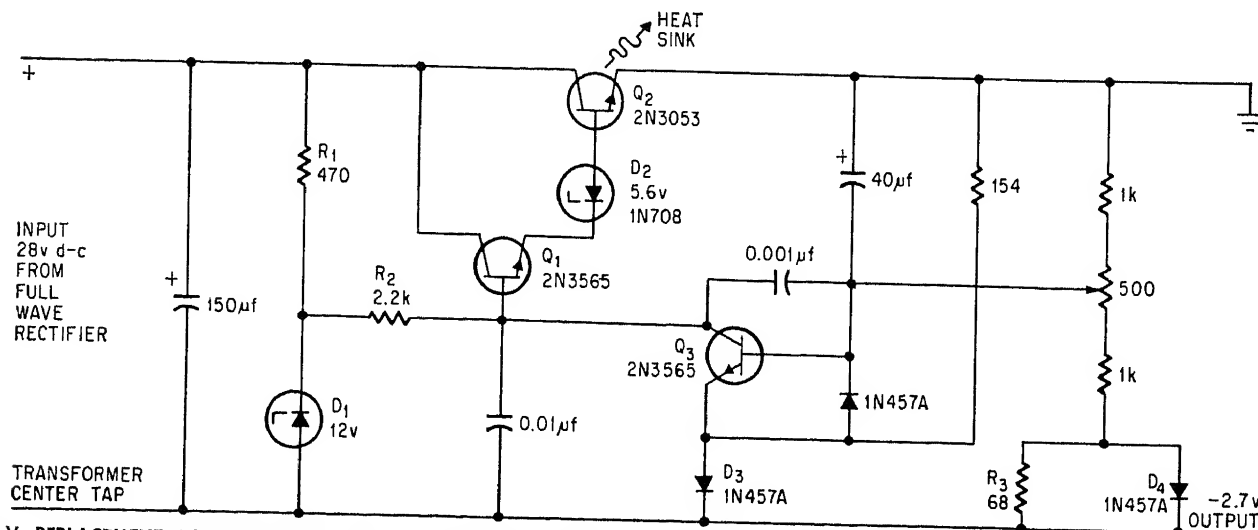 HEAT
SINK
+
Q2
2N3053
R1
470
D2
5.6v
1N708
+
40µf
154
1k
INPUT
28v d-c
FROM
FULL
WAVE
RECTIFIER
+
150µf
R2
2.2k
Q1
2N3565
0.001µf
500
Q3
2N3565
1k
D1
12v
0.01µf
1N457A
TRANSFORMER
CENTER TAP
D3
1N457A
R3
68
D4
1N457A
-2.7v
OUTPUT